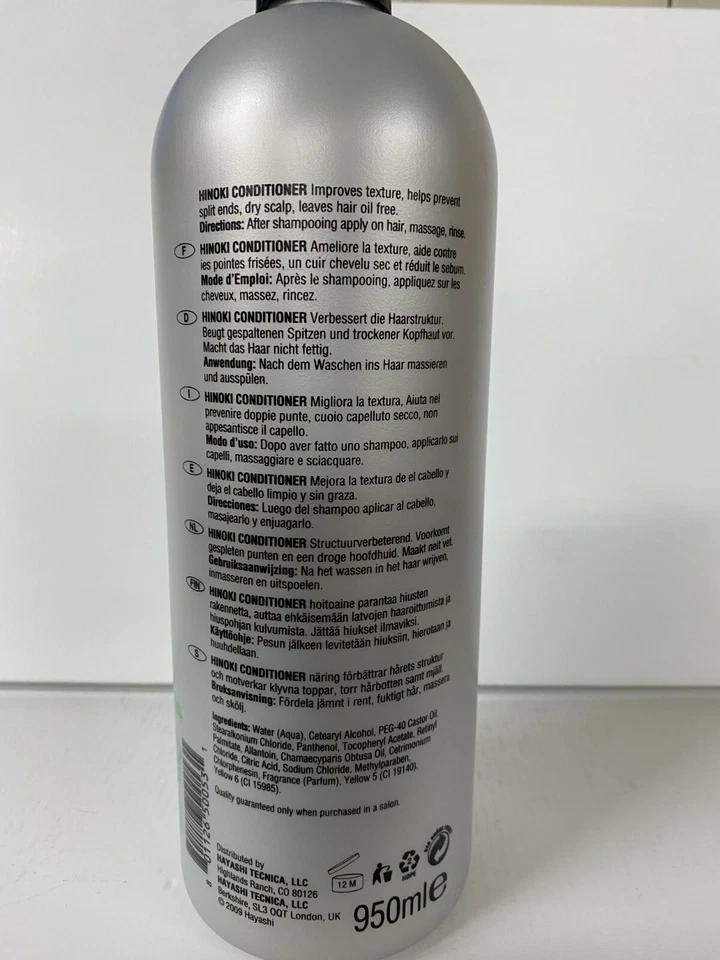 HINOKI CONDITIONER Improves texture, helps prevent
split ends, dry scalp, leaves hair oil free.
Directions: After shampooing apply on hair, massage, rinse.
F HINOKI CONDITIONER Ameliore la texture, aide contre
ies pointes frisées, un cuir chevelu sec et réduit le sebum.
Mode d'Emploi: Après le shampooing, appliquez sur les
cheveux, massez, rincez.
D HINOKI CONDITIONER Verbessert die Haarstruktur.
Beugt gespaltenen Spitzen und trockener Kopfhaut vor.
Macht das Haar nicht fettig.
Anwendung: Nach dem Waschen ins Haar massieren
und ausspülen.
I HINOKI CONDITIONER Migliora la textura, Aiuta nel
prevenire doppie punte, cuoio capelluto secco, non
appesantisce il capello.
Modo d'uso: Dopo aver fatto uno shampoo, applicarlo sui
capelli, massaggiare e sciacquare.
E HINOKI CONDITIONER Mejora la textura de el cabello y
deja el cabello limpio y sin graza.
Direcciones: Luego del shampoo aplicar al cabello,
masajearlo y enjuagarlo.
NL HINOKI CONDITIONER Structuurverbeterend. Voorkomt
gespleten punten en een droge hoofdhuid. Maakt neit vet.
Gebruiksaanwijzing: Na het wassen in het haar wrijven,
inmasseren en uitspoelen.
FIN HINOKI CONDITIONER hoitoaine parantaa hiusten
rakennetta, auttaa ehkäisemään latvojen haaroittumista ja
hiuspohjan kulvumista. Jättää hiukset ilmaviksi.
Käyttöohje: Pesun jälkeen levitetään hiuksiin, hierotaan ja
huuhdellaan.
S HINOKI CONDITIONER näring förbättrar hårets struktur
och motverkar klyvna toppar, torr hårbotten samt mjäll.
Bruksanvisning: Fördela jämnt i rent, fuktigt hår, massera
och skölj.
Ingredients: Water (Aqua), Cetearyl Alcohol, PEG-40 Castor Oil,
Stearalkonium Chloride, Panthenol, Tocopheryl Acetate, Retinyl
Palmitate, Allantoin, Chamaecyparis Obtusa Oil, Cetrimonium
Chloride, Citric Acid, Sodium Chloride, Methylparaben,
Chlorphenesin, Fragrance (Parfum), Yellow 5 (CI 19140),
Yellow 6 (CI 15985).
Quality guaranteed only when purchased in a salon.
Distributed by
HAYASHI TECNICA, LLC
Highlands Ranch, CO 80126
HAYASHI TECNICA, LLC
Berkshire, SL3 OQT London, UK
© 2009 Hayashi
12 M
HDPE
950ml e